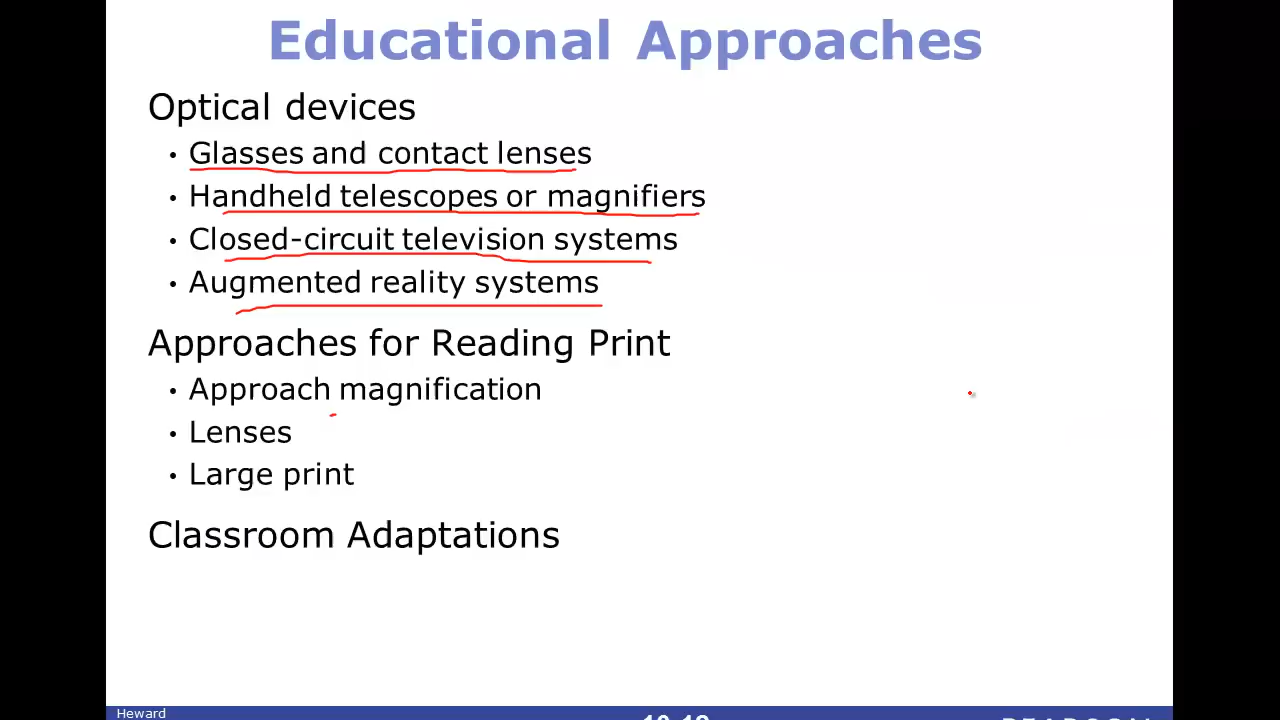 Educational Approaches
Optical devices
• Glasses and contact lenses
• Handheld telescopes or magnifiers
• Closed-circuit television systems
• Augmented reality systems
Approaches for Reading Print
• Approach magnification
• Lenses
• Large print
Classroom Adaptations
Heward